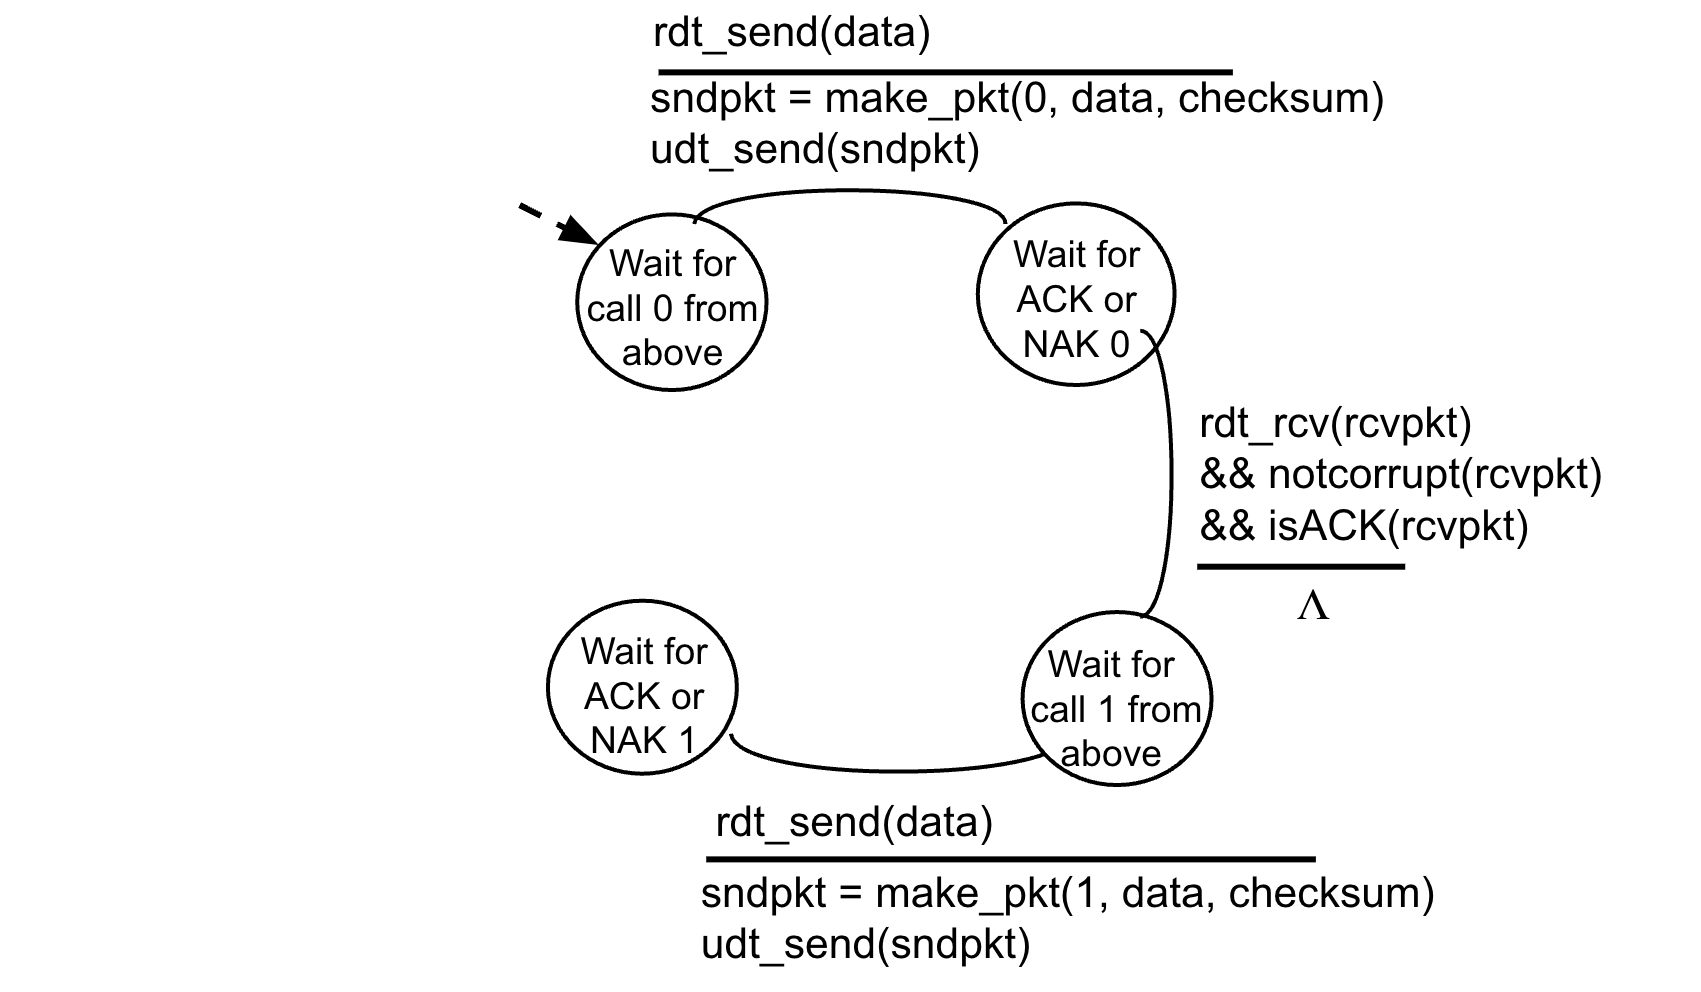 rdt_send(data)
sndpkt = make_pkt(0, data, checksum)
udt_send(sndpkt)
Wait for
call 0 from
above
Wait for
ACK or
NAK 0
rdt_rcv(rcvpkt)
&& notcorrupt(rcvpkt)
&& isACK(rcvpkt)
Λ
Wait for
ACK or
NAK 1
Wait for
call 1 from
above
rdt_send(data)
sndpkt = make_pkt(1, data, checksum)
udt_send(sndpkt)